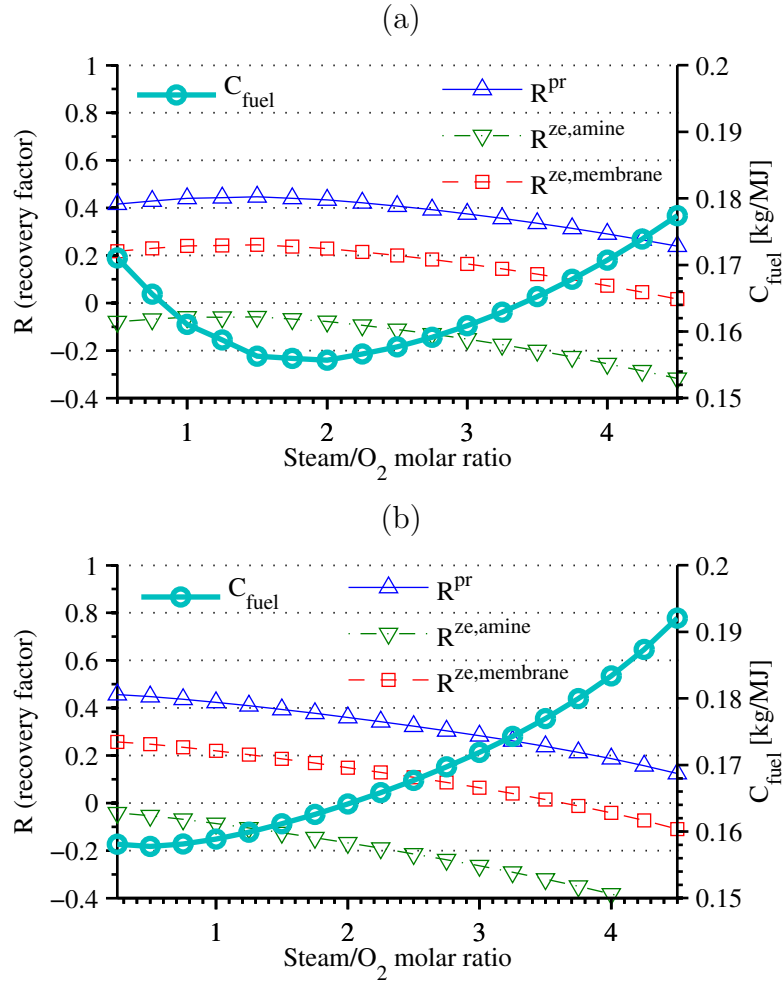 (a)
C_fuel
R^pr
R^ze,amine
R^ze,membrane
1
0.8
0.6
0.4
0.2
0
−0.2
−0.4
R (recovery factor)
0.2
0.19
0.18
0.17
0.16
0.15
C_fuel [kg/MJ]
1 2 3 4
Steam/O_2 molar ratio
(b)
C_fuel
R^pr
R^ze,amine
R^ze,membrane
1
0.8
0.6
0.4
0.2
0
−0.2
−0.4
R (recovery factor)
0.2
0.19
0.18
0.17
0.16
0.15
C_fuel [kg/MJ]
1 2 3 4
Steam/O_2 molar ratio